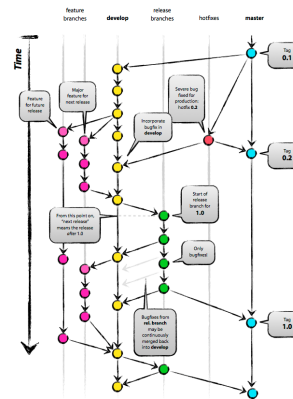 feature
branches
develop
release
branches
hotfixes
master
Time
Tag
0.1
Major
feature for
next release
Feature
for future
release
Severe bug
fixed for
production:
hotfix 0.2
Incorporate
bugfix in
develop
Tag
0.2
Start of
release
branch for
1.0
From this point on,
"next release"
means the release
after 1.0
Only
bugfixes!
Bugfixes from
rel. branch
may be
continuously
merged back
into develop
Tag
1.0